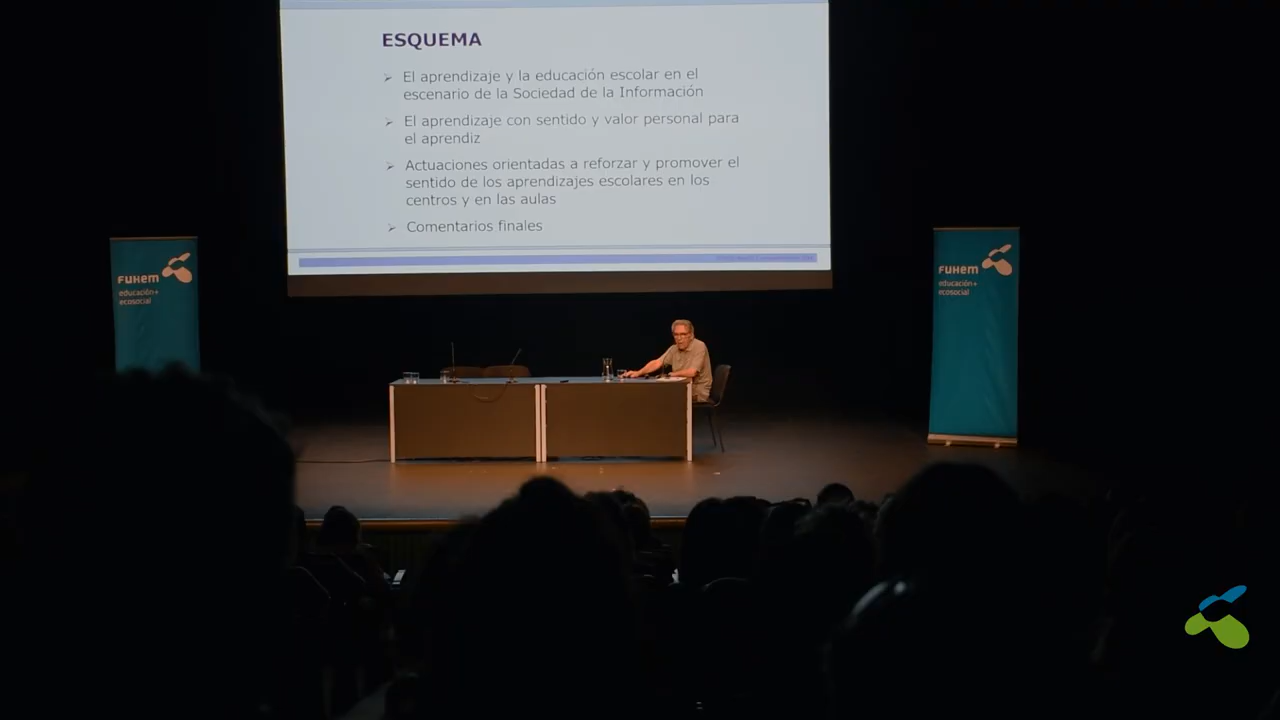 ESQUEMA
El aprendizaje y la educación escolar en el
escenario de la Sociedad de la Información
El aprendizaje con sentido y valor personal para
el aprendiz
Actuaciones orientadas a reforzar y promover el
sentido de los aprendizajes escolares en los
centros y en las aulas
Comentarios finales
FUHEM
educación+
ecosocial
FUHEM
educación+
ecosocial